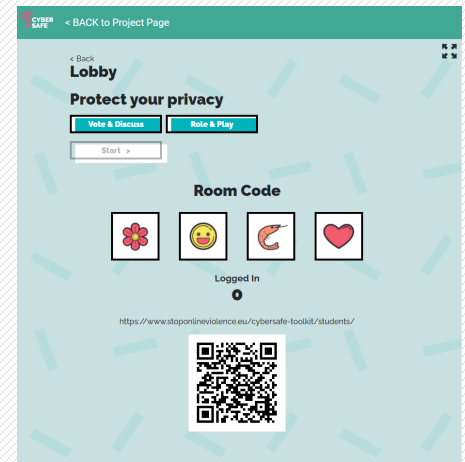 CYBER
SAFE
< BACK to Project Page
< Back
Lobby
Protect your privacy
Vote & Discuss
Role & Play
Start >
Room Code
Logged In
0
https://www.stoponlineviolence.eu/cybersafe-toolkit/students/